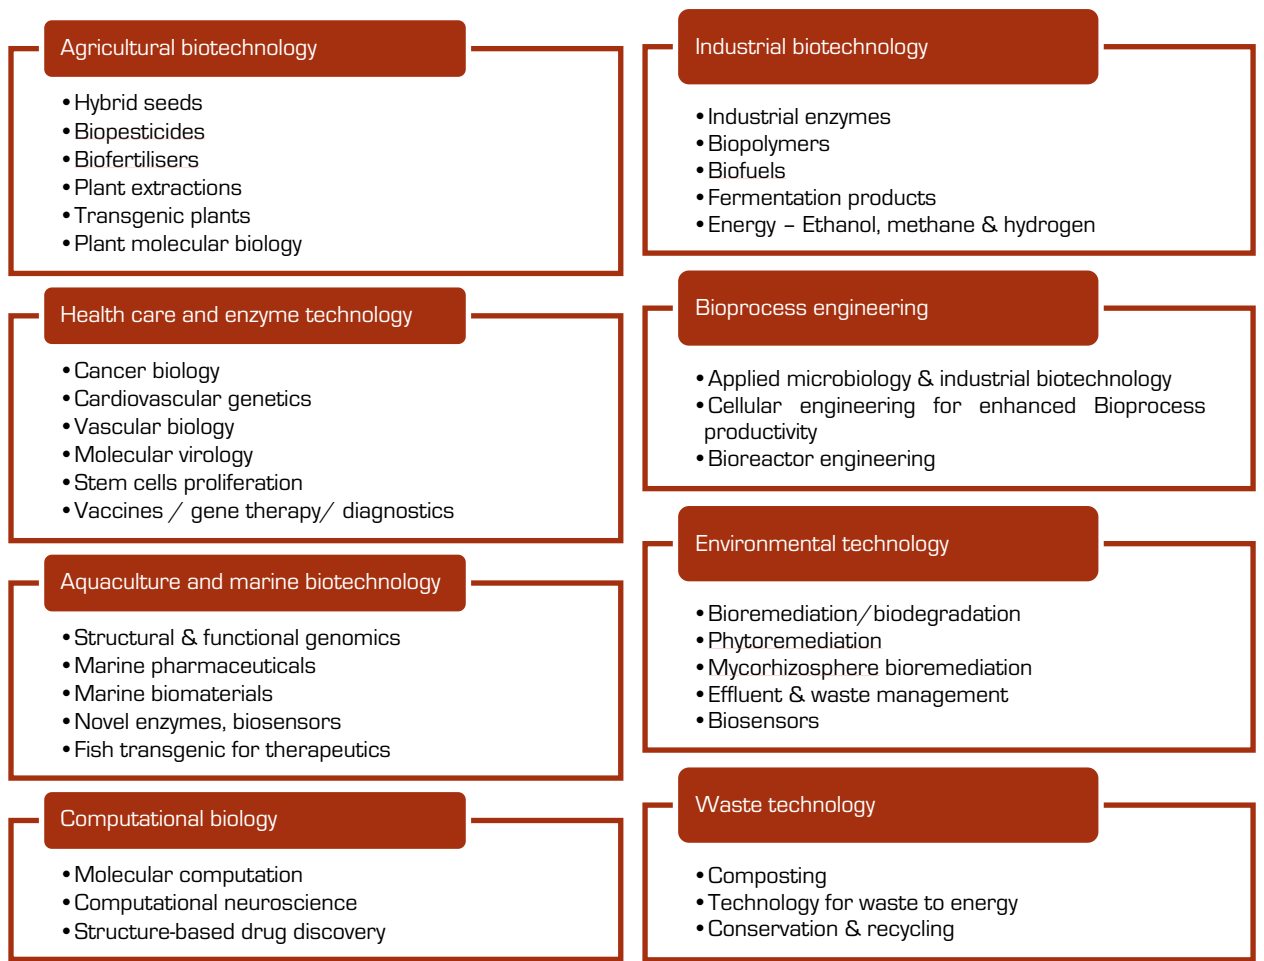 Agricultural biotechnology
•Hybrid seeds
•Biopesticides
•Biofertilisers
•Plant extractions
•Transgenic plants
•Plant molecular biology
Health care and enzyme technology
•Cancer biology
•Cardiovascular genetics
•Vascular biology
•Molecular virology
•Stem cells proliferation
•Vaccines / gene therapy/ diagnostics
Aquaculture and marine biotechnology
•Structural & functional genomics
•Marine pharmaceuticals
•Marine biomaterials
•Novel enzymes, biosensors
•Fish transgenic for therapeutics
Computational biology
•Molecular computation
•Computational neuroscience
•Structure-based drug discovery
Industrial biotechnology
•Industrial enzymes
•Biopolymers
•Biofuels
•Fermentation products
•Energy – Ethanol, methane & hydrogen
Bioprocess engineering
•Applied microbiology & industrial biotechnology
•Cellular engineering for enhanced Bioprocess
productivity
•Bioreactor engineering
Environmental technology
•Bioremediation/biodegradation
•Phytoremediation
•Mycorhizosphere bioremediation
•Effluent & waste management
•Biosensors
Waste technology
•Composting
•Technology for waste to energy
•Conservation & recycling